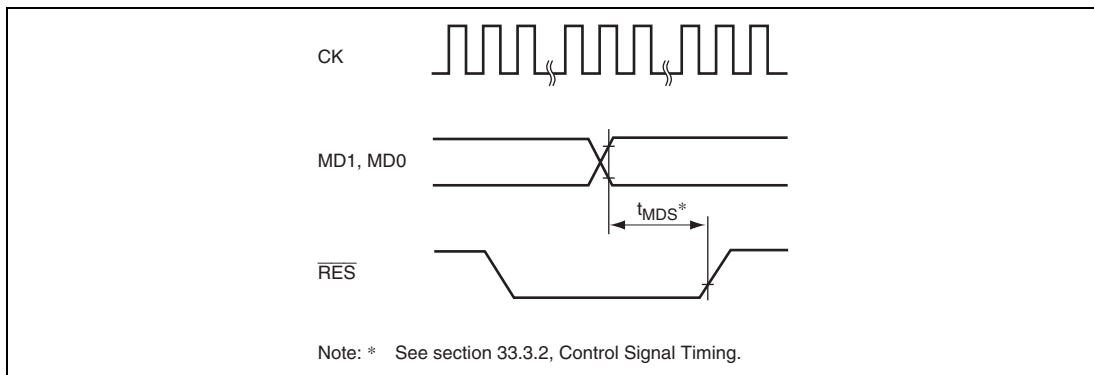 CK
MD1, MD0
tMDS*
RES
Note: * See section 33.3.2, Control Signal Timing.